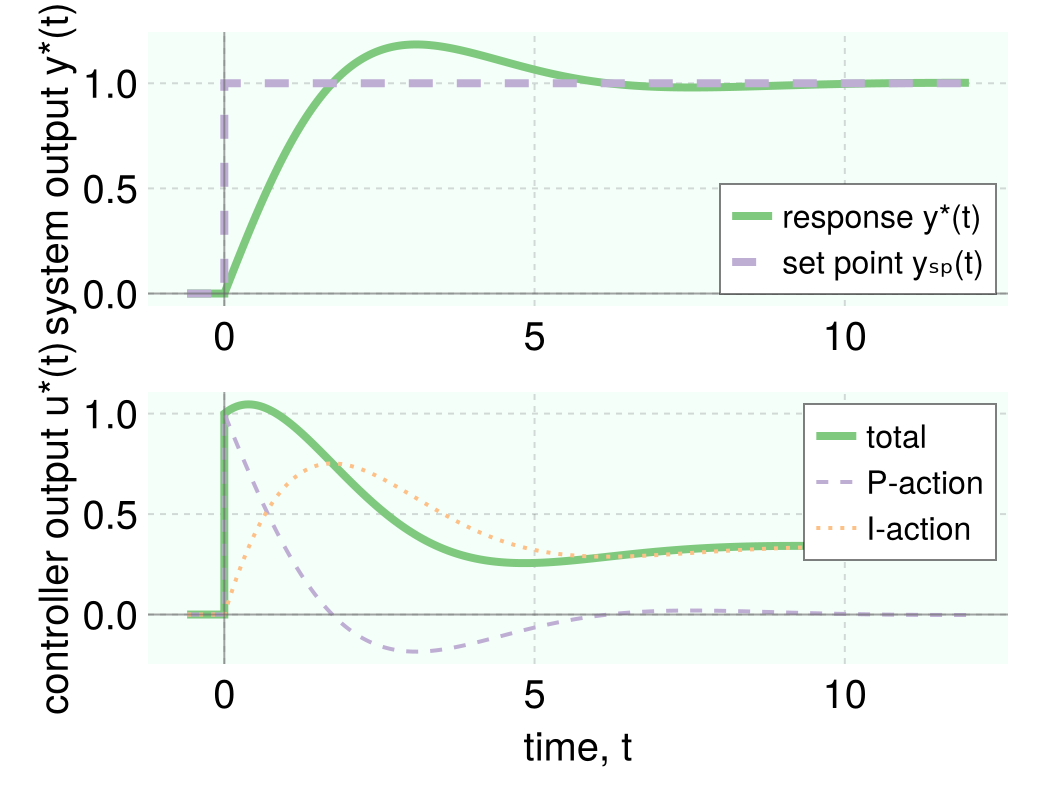 system output y*(t)
1.0
0.5
0.0
0
5
10
response y*(t)
set point yₛₚ(t)
controller output u*(t)
1.0
0.5
0.0
0
5
10
total
P-action
I-action
time, t